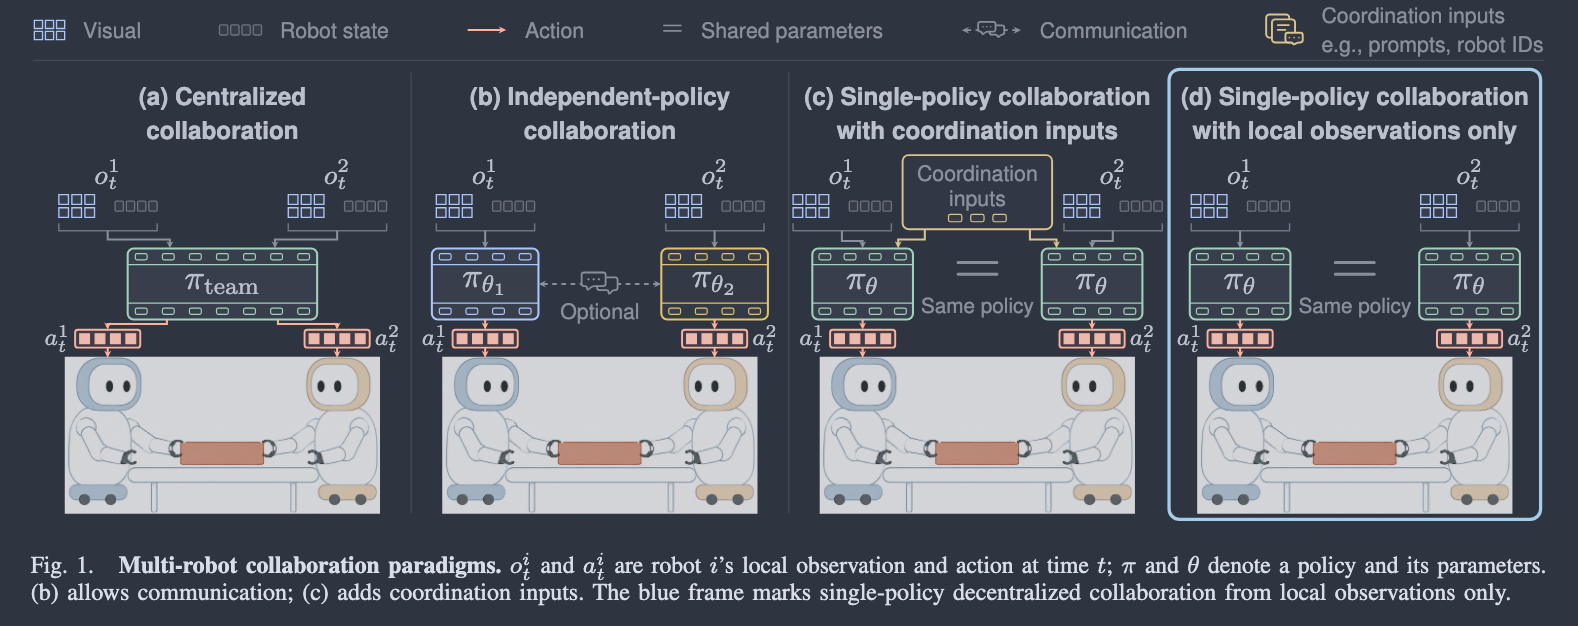 Visual
Robot state
Action
Shared parameters
Communication
Coordination inputs
e.g., prompts, robot IDs
(a) Centralized
collaboration
o_t^1
o_t^2
π_team
a_t^1
a_t^2
(b) Independent-policy
collaboration
o_t^1
o_t^2
π_θ₁
π_θ₂
Optional
a_t^1
a_t^2
(c) Single-policy collaboration
with coordination inputs
o_t^1
Coordination
inputs
o_t^2
π_θ
π_θ
Same policy
a_t^1
a_t^2
(d) Single-policy collaboration
with local observations only
o_t^1
o_t^2
π_θ
π_θ
Same policy
a_t^1
a_t^2
Fig. 1. Multi-robot collaboration paradigms. o_t^i and a_t^i are robot i's local observation and action at time t; π and θ denote a policy and its parameters.
(b) allows communication; (c) adds coordination inputs. The blue frame marks single-policy decentralized collaboration from local observations only.